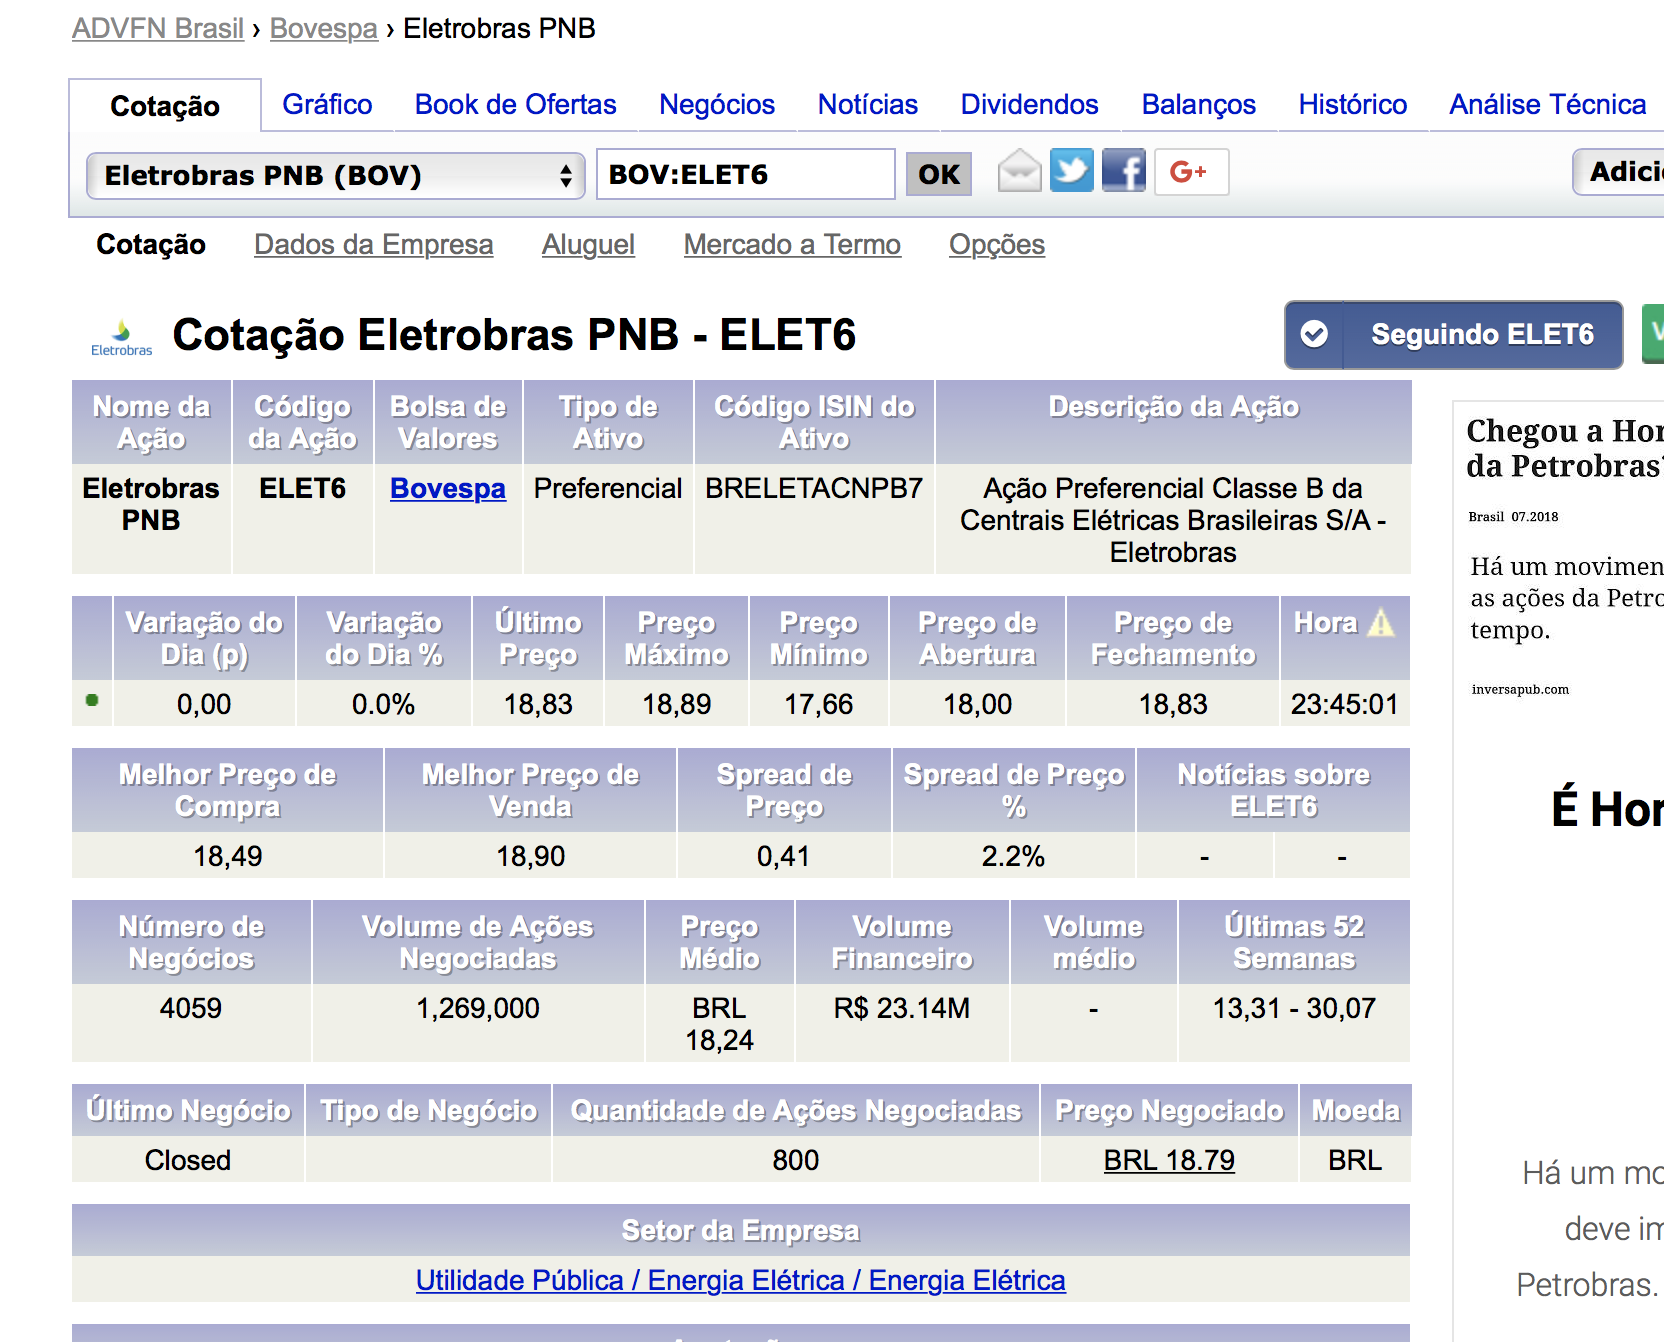 ADVFN Brasil › Bovespa › Eletrobras PNB
Cotação Gráfico Book de Ofertas Negócios Notícias Dividendos Balanços Histórico Análise Técnica
Eletrobras PNB (BOV) BOV:ELET6 OK G+ Adici
Cotação Dados da Empresa Aluguel Mercado a Termo Opções
Eletrobras Cotação Eletrobras PNB - ELET6 Seguindo ELET6
Nome da Ação Código da Ação Bolsa de Valores Tipo de Ativo Código ISIN do Ativo Descrição da Ação
Eletrobras PNB ELET6 Bovespa Preferencial BRELETACNPB7 Ação Preferencial Classe B da
Centrais Elétricas Brasileiras S/A -
Eletrobras
Variação do Dia (p) Variação do Dia % Último Preço Preço Máximo Preço Mínimo Preço de Abertura Preço de Fechamento Hora
0,00 0.0% 18,83 18,89 17,66 18,00 18,83 23:45:01
Melhor Preço de Compra Melhor Preço de Venda Spread de Preço Spread de Preço % Notícias sobre ELET6
18,49 18,90 0,41 2.2% - -
Número de Negócios Volume de Ações Negociadas Preço Médio Volume Financeiro Volume médio Últimas 52 Semanas
4059 1,269,000 BRL 18,24 R$ 23.14M - 13,31 - 30,07
Último Negócio Tipo de Negócio Quantidade de Ações Negociadas Preço Negociado Moeda
Closed 800 BRL 18.79 BRL
Setor da Empresa
Utilidade Pública / Energia Elétrica / Energia Elétrica
Chegou a Hor
da Petrobras?
Brasil 07.2018
Há um movimen
as ações da Petro
tempo.
inversapub.com
É Hor
Há um mo
deve im
Petrobras.